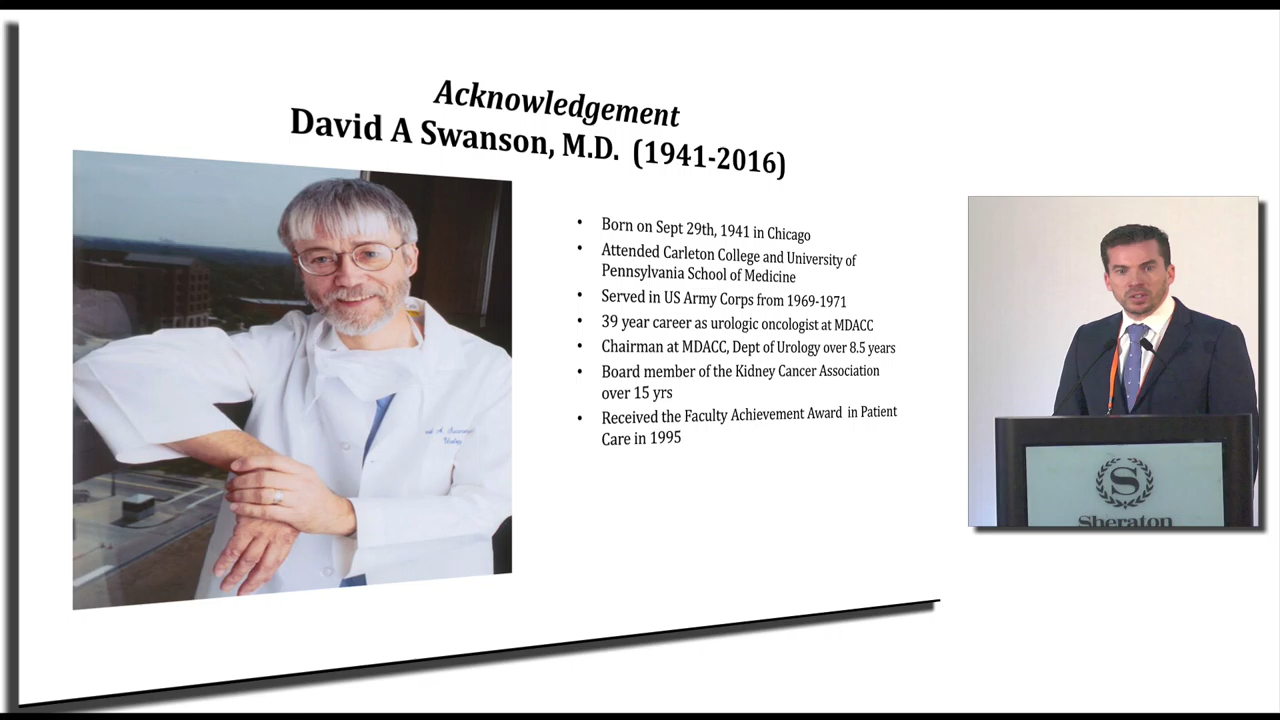 Acknowledgement
David A Swanson, M.D. (1941-2016)
• Born on Sept 29th, 1941 in Chicago
• Attended Carleton College and University of
Pennsylvania School of Medicine
• Served in US Army Corps from 1969-1971
• 39 year career as urologic oncologist at MDACC
• Chairman at MDACC, Dept of Urology over 8.5 years
• Board member of the Kidney Cancer Association
over 15 yrs
• Received the Faculty Achievement Award in Patient
Care in 1995
S
Sheraton